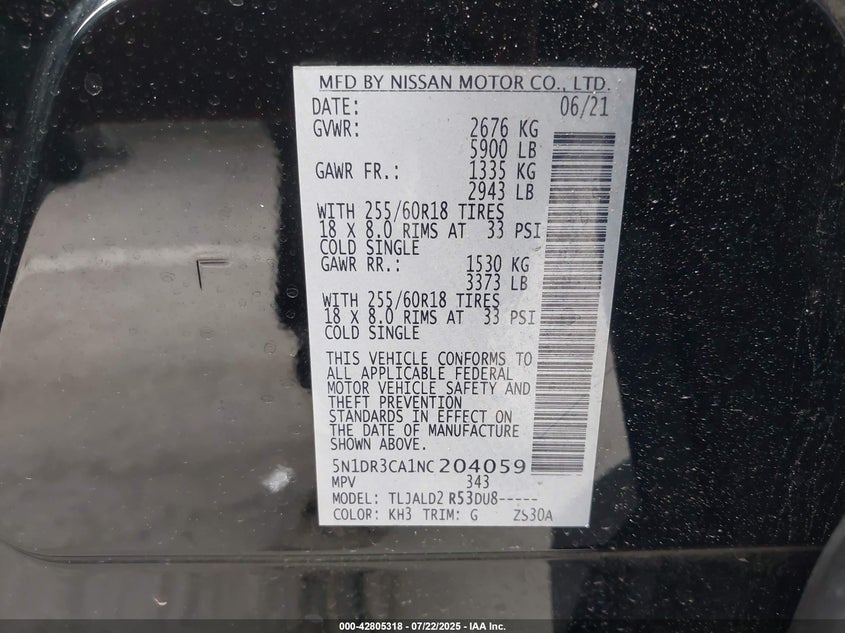 MFD BY NISSAN MOTOR CO., LTD.
DATE: 06/21
GVWR: 2676 KG
5900 LB
GAWR FR.: 1335 KG
2943 LB
WITH 255/60R18 TIRES
18 X 8.0 RIMS AT 33 PSI
COLD SINGLE
GAWR RR.: 1530 KG
3373 LB
WITH 255/60R18 TIRES
18 X 8.0 RIMS AT 33 PSI
COLD SINGLE
THIS VEHICLE CONFORMS TO
ALL APPLICABLE FEDERAL
MOTOR VEHICLE SAFETY AND
THEFT PREVENTION
STANDARDS IN EFFECT ON
THE DATE OF MANUFACTURE
SHOWN ABOVE.
5N1DR3CA1NC204059
MPV 343
MODEL: TLJALD2 R53DU8-----
COLOR: KH3 TRIM: G ZS30A
000-42805318 - 07/22/2025 - IAA Inc.